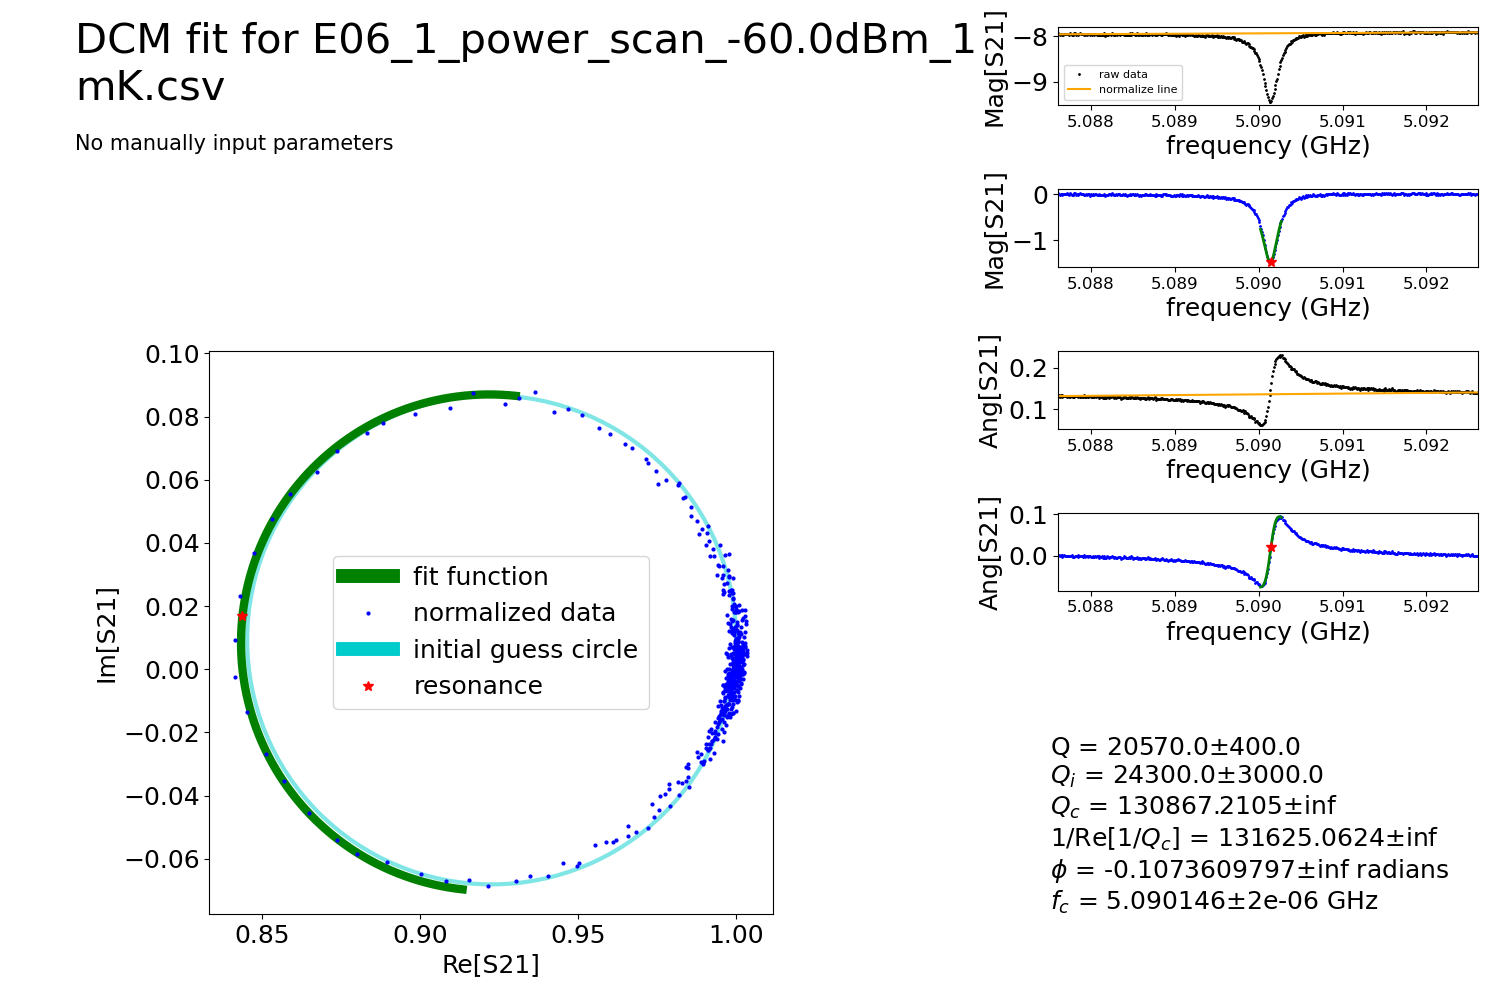 DCM fit for E06_1_power_scan_-60.0dBm_1
mK.csv
No manually input parameters
Mag[S21]
−8
−9
raw data
normalize line
5.088 5.089 5.090 5.091 5.092
frequency (GHz)
Mag[S21]
0
−1
5.088 5.089 5.090 5.091 5.092
frequency (GHz)
Ang[S21]
0.2
0.1
5.088 5.089 5.090 5.091 5.092
frequency (GHz)
Ang[S21]
0.1
0.0
5.088 5.089 5.090 5.091 5.092
frequency (GHz)
Im[S21]
0.10
0.08
0.06
0.04
0.02
0.00
−0.02
−0.04
−0.06
fit function
normalized data
initial guess circle
resonance
0.85 0.90 0.95 1.00
Re[S21]
Q = 20570.0±400.0
Qi = 24300.0±3000.0
Qc = 130867.2105±inf
1/Re[1/Qc] = 131625.0624±inf
ϕ = -0.1073609797±inf radians
fc = 5.090146±2e-06 GHz